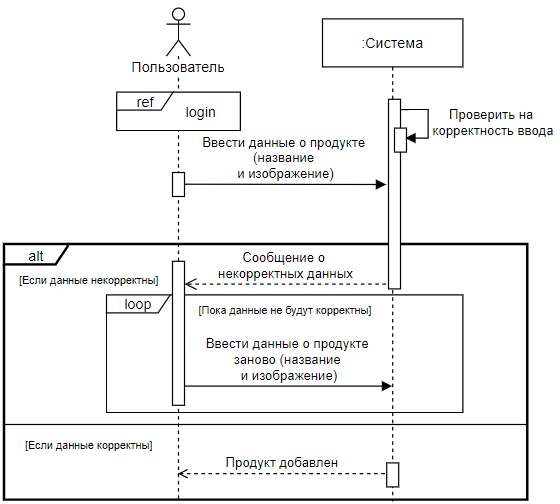 Пользователь
:Система
ref
login
Проверить на
корректность ввода
Ввести данные о продукте
(название
и изображение)
alt
Сообщение о
некорректных данных
[Если данные некорректны]
loop
[Пока данные не будут корректны]
Ввести данные о продукте
заново (название
и изображение)
[Если данные корректны]
Продукт добавлен